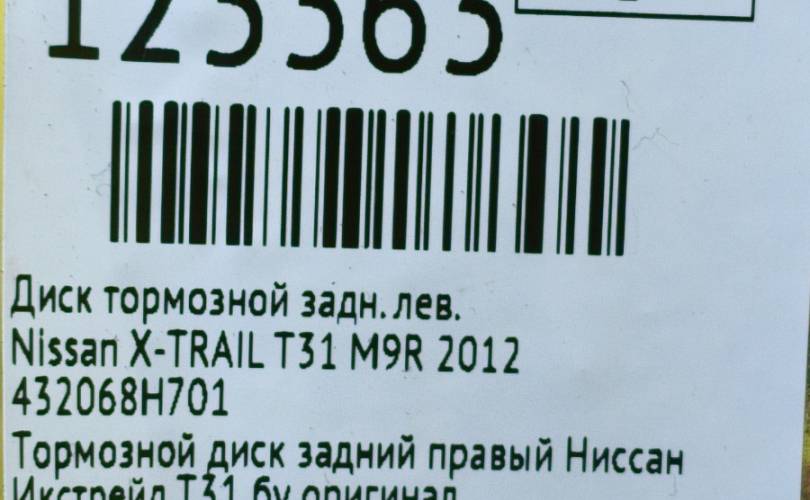 123363
Диск тормозной задн.лев.
Nissan X-TRAIL T31 M9R 2012
432068H701
Тормозной диск задний правый Ниссан
Икстрейл Т31 бу оригинал